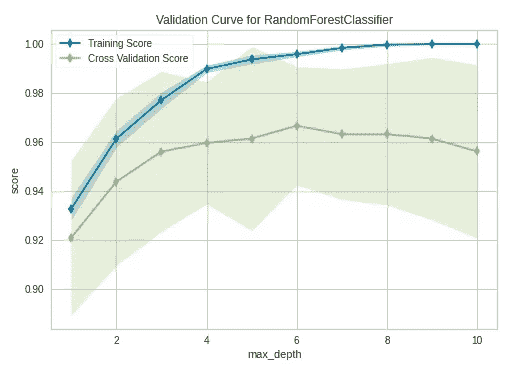 Validation Curve for RandomForestClassifier
Training Score
Cross Validation Score
1.00
0.98
0.96
0.94
0.92
0.90
score
2 4 6 8 10
max_depth